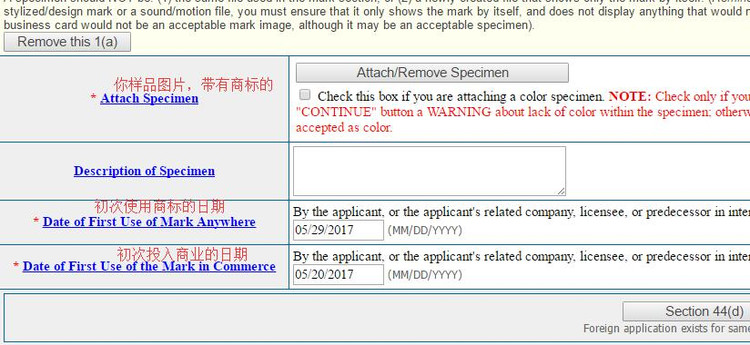 stylized/design mark or a sound/motion file, you must ensure that it only shows the mark by itself, and does not display anything that would
business card would not be an acceptable mark image, although it may be an acceptable specimen).
Remove this 1(a)
你样品图片，带有商标的
* Attach Specimen
Attach/Remove Specimen
Check this box if you are attaching a color specimen. NOTE: Check only if you
"CONTINUE" button a WARNING about lack of color within the specimen; otherw
accepted as color.
Description of Specimen
初次使用商标的日期
* Date of First Use of Mark Anywhere
By the applicant, or the applicant's related company, licensee, or predecessor in inter
05/29/2017 (MM/DD/YYYY)
初次投入商业的日期
* Date of First Use of the Mark in Commerce
By the applicant, or the applicant's related company, licensee, or predecessor in inter
05/20/2017 (MM/DD/YYYY)
Section 44(d)
Foreign application exists for same